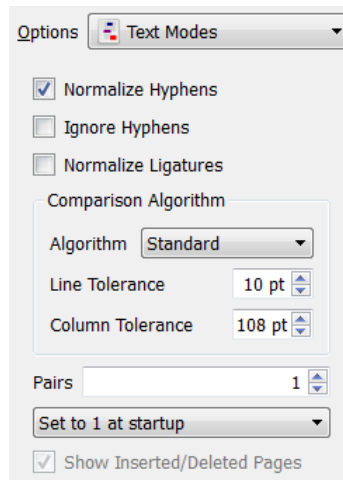 Options Text Modes
Normalize Hyphens
Ignore Hyphens
Normalize Ligatures
Comparison Algorithm
Algorithm Standard
Line Tolerance 10 pt
Column Tolerance 108 pt
Pairs 1
Set to 1 at startup
Show Inserted/Deleted Pages